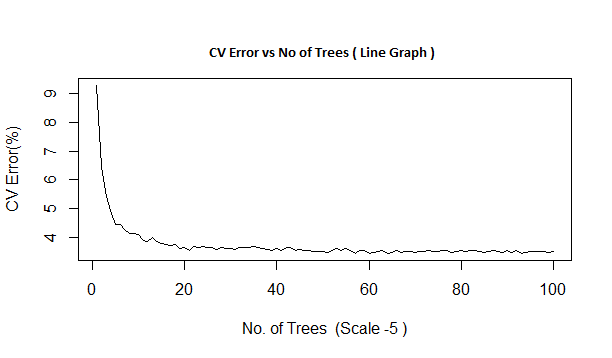 CV Error vs No of Trees ( Line Graph )
9
8
7
6
5
4
CV Error(%)
0 20 40 60 80 100
No. of Trees (Scale -5 )